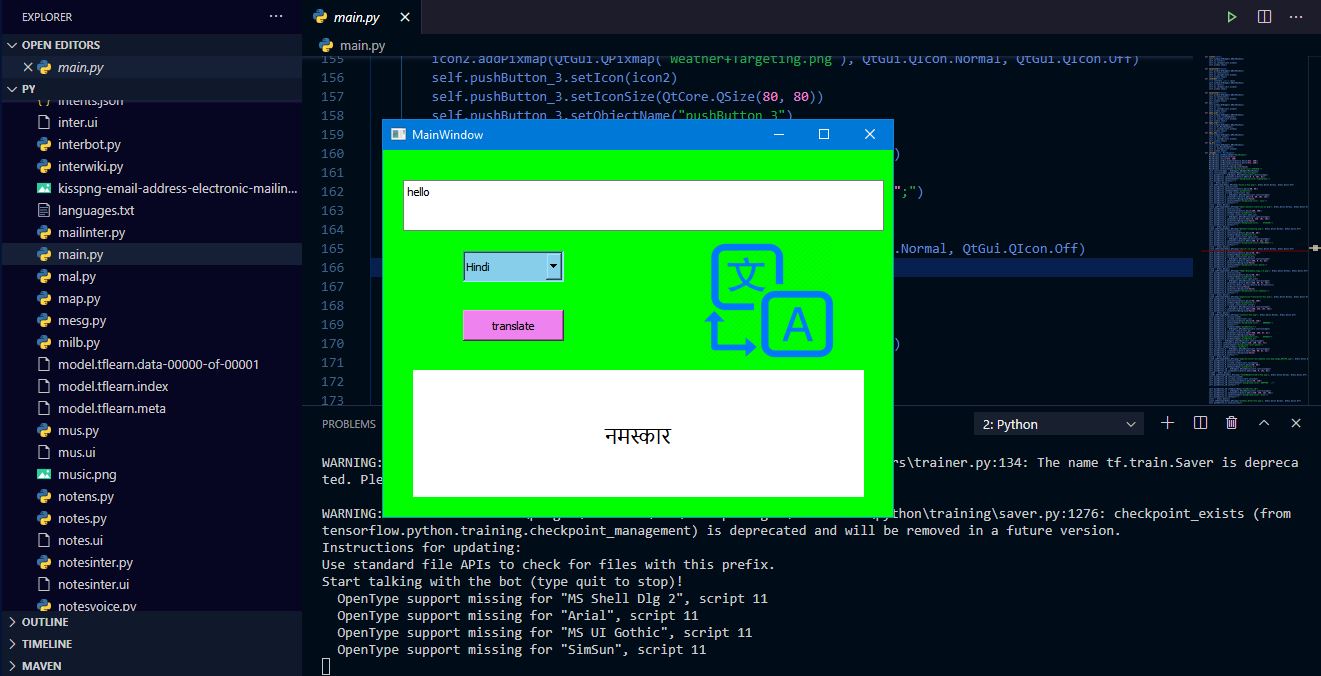 EXPLORER
OPEN EDITORS
main.py
PY
intents.json
inter.ui
interbot.py
interwiki.py
kisspng-email-address-electronic-mailin...
languages.txt
mailinter.py
main.py
mal.py
map.py
mesg.py
milb.py
model.tflearn.data-00000-of-00001
model.tflearn.index
model.tflearn.meta
mus.py
mus.ui
music.png
notens.py
notes.py
notes.ui
notesinter.py
notesinter.ui
notesvoice.py
OUTLINE
TIMELINE
MAVEN
main.py
main.py
155 icon2.addPixmap(QtGui.QPixmap("Weather+Targeting.png"), QtGui.QIcon.Normal, QtGui.QIcon.Off)
156 self.pushButton_3.setIcon(icon2)
157 self.pushButton_3.setIconSize(QtCore.QSize(80, 80))
158 self.pushButton_3.setObjectName("pushButton_3")
159
160 )
161
162 ";")
163
164
165 .Normal, QtGui.QIcon.Off)
166
167
168
169
170 )
171
172
173
MainWindow
hello
Hindi
translate
文
A
नमस्कार
PROBLEMS
2: Python
WARNING: rs\trainer.py:134: The name tf.train.Saver is depreca
ted. Ple
WARNING: python\training\saver.py:1276: checkpoint_exists (from
tensorflow.python.training.checkpoint_management) is deprecated and will be removed in a future version.
Instructions for updating:
Use standard file APIs to check for files with this prefix.
Start talking with the bot (type quit to stop)!
OpenType support missing for "MS Shell Dlg 2", script 11
OpenType support missing for "Arial", script 11
OpenType support missing for "MS UI Gothic", script 11
OpenType support missing for "SimSun", script 11